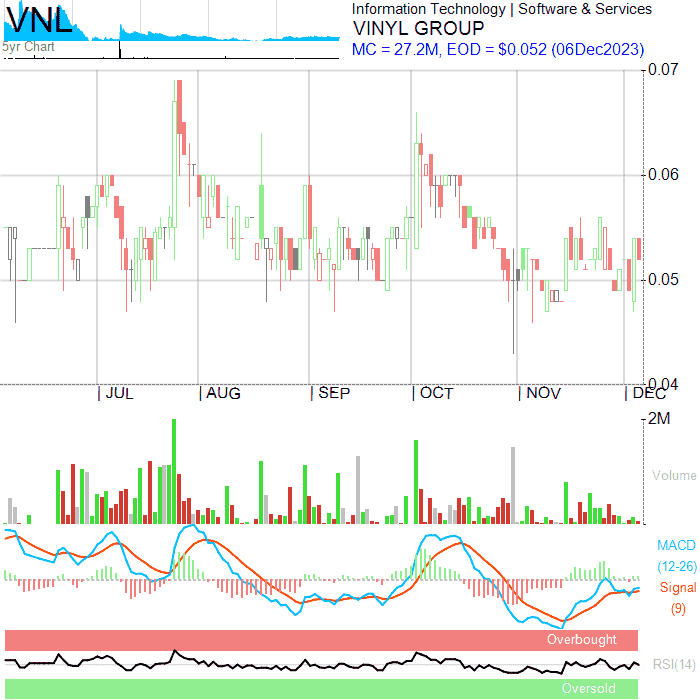 VNL
5yr Chart
Information Technology | Software & Services
VINYL GROUP
MC = 27.2M, EOD = $0.052 (06Dec2023)
0.07
0.06
0.05
0.04
JUL
AUG
SEP
OCT
NOV
DEC
2M
Volume
MACD
(12-26)
Signal
(9)
Overbought
RSI(14)
Oversold